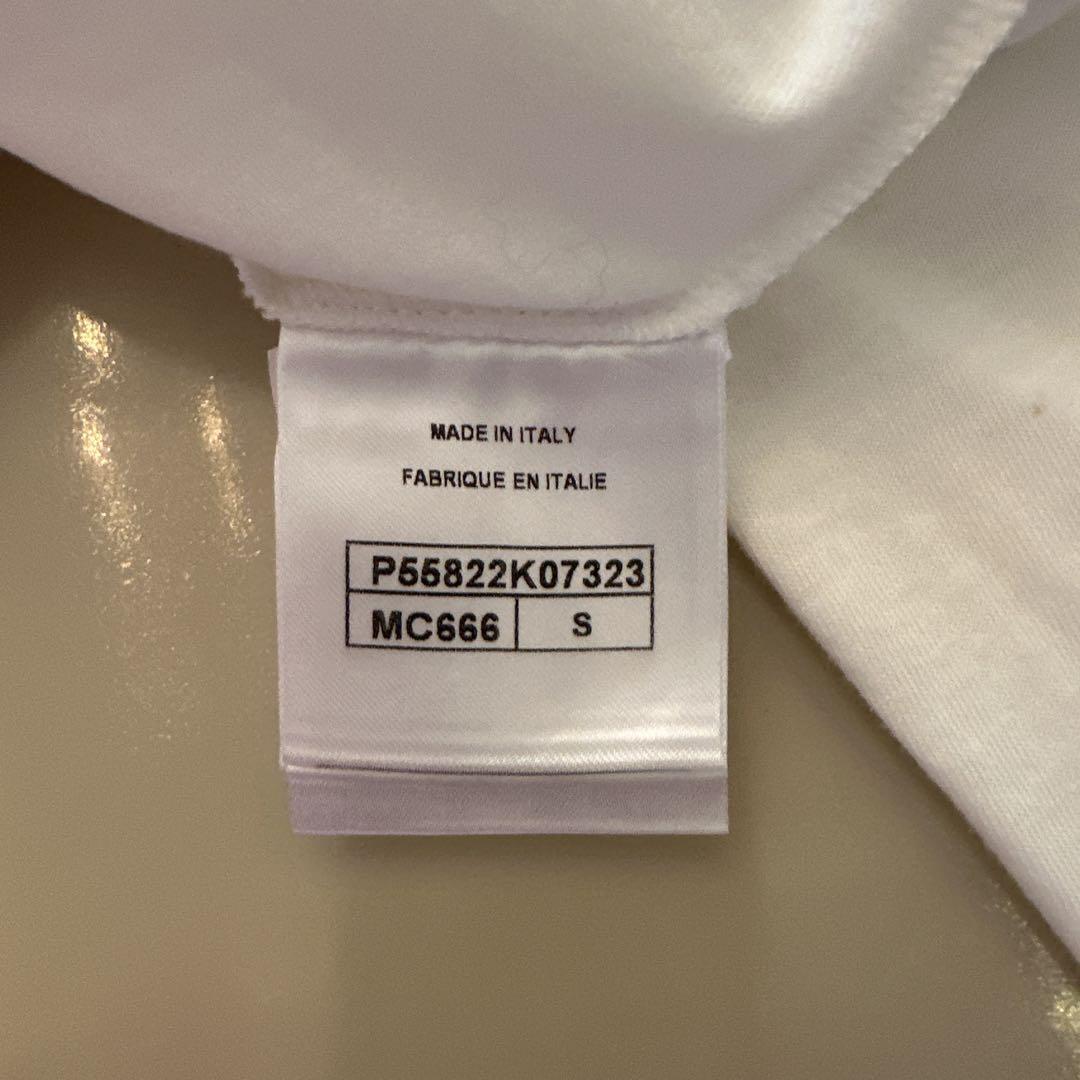 MADE IN ITALY
FABRIQUE EN ITALIE
P55822K07323
MC666 S